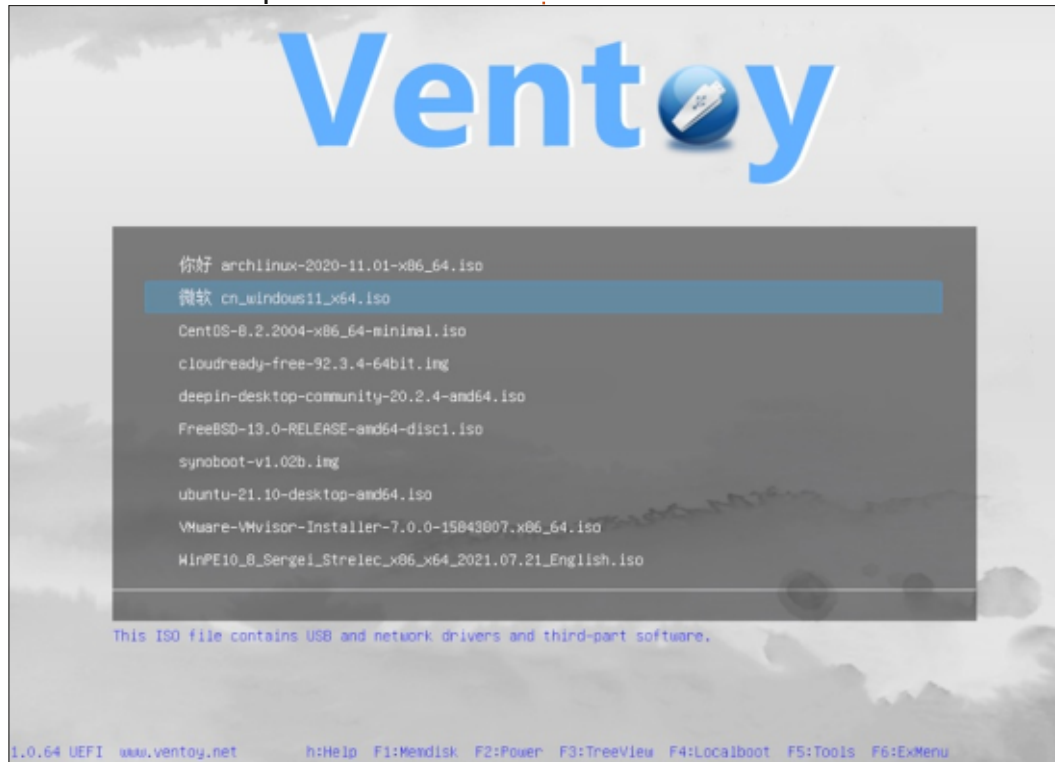 Ventoy
你好 archlinux-2020-11.01-x86_64.iso
微软 cn_windows11_x64.iso
CentOS-8.2.2004-x86_64-minimal.iso
cloudready-free-92.3.4-64bit.img
deepin-desktop-community-20.2.4-amd64.iso
FreeBSD-13.0-RELEASE-amd64-disc1.iso
synoboot-v1.02b.img
ubuntu-21.10-desktop-amd64.iso
VMware-VMvisor-Installer-7.0.0-15843807.x86_64.iso
WinPE10_8_Sergei_Strelec_x86_x64_2021.07.21_English.iso
This ISO file contains USB and network drivers and third-part software.
1.0.64 UEFI www.ventoy.net h:Help F1:Memdisk F2:Power F3:TreeView F4:Localboot F5:Tools F6:ExMenu